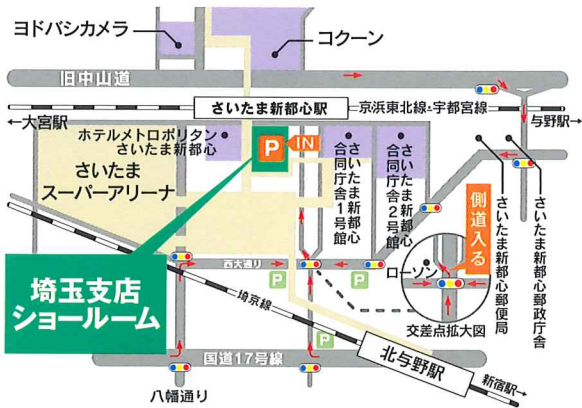 ヨドバシカメラ
コクーン
旧中山道
さいたま新都心駅
京浜東北線・宇都宮線
←大宮駅
与野駅→
ホテルメトロポリタン
さいたま新都心
P
IN
さいたま
スーパーアリーナ
さいたま新都心
合同庁舎1号館
さいたま新都心
合同庁舎2号館
側道入る
さいたま新都心郵便局
さいたま新都心郵政庁舎
西大通り
P
P
ローソン
交差点拡大図
埼玉支店
ショールーム
埼京線
P
北与野駅
国道17号線
新宿駅→
八幡通り